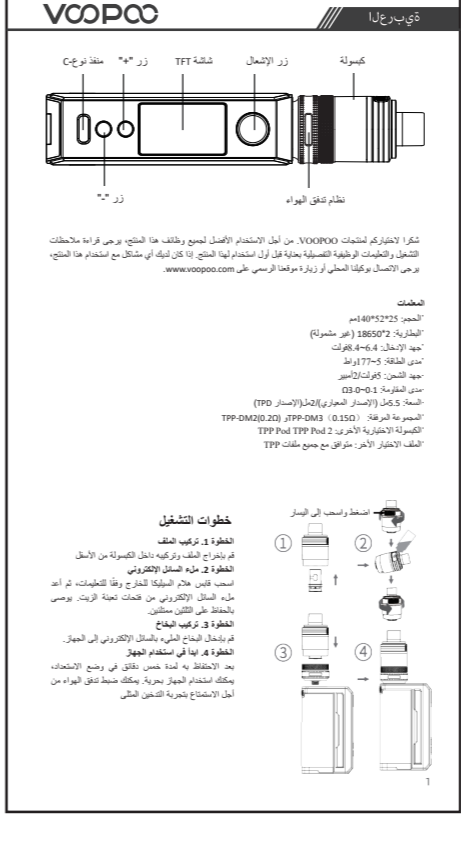 VOOPOO
ةيبرعلا
كبسولة
زر الإشعال
شاشة TFT
زر "+"
منفذ نوع-C
زر "-"
نظام تدفق الهواء
شكرا لاختياركم لمنتجات VOOPOO. من أجل الاستخدام الأفضل لجميع وظائف هذا المنتج، يرجى قراءة ملاحظات
التشغيل والتعليمات الوظيفية التفصيلية بعناية قبل أول استخدام لهذا المنتج. إذا كان لديك أي مشاكل مع استخدام هذا المنتج،
يرجى الاتصال بوكيلنا المحلي أو زيارة موقعنا الرسمي على www.voopoo.com.
المعلمات
·الحجم: 25*52*140مم
·البطارية: 2*18650 (غير مشمولة)
·جهد الإدخال: 6.4~8.4فولت
·مدى الطاقة: 5~177واط
·جهد الشحن: 5فولت/2أمبير
·مدى المقاومة: 0.1~3.0Ω
·السعة: 5.5مل (الإصدار المعياري)/2مل(الإصدار TPD)
·المجموعة المرفقة: TPP-DM3（0.15Ω）و TPP-DM2(0.2Ω)
·الكبسولة الاختيارية الأخرى: TPP Pod TPP Pod 2
·الملف الاختيار الأخر: متوافق مع جميع ملفات TPP
خطوات التشغيل
الخطوة 1. تركيب الملف
قم بإخراج الملف وتركيبه داخل الكبسولة من الأسفل
الخطوة 2. ملء السائل الإلكتروني
اسحب قابس هلام السيليكا للخارج وفقًا للتعليمات، ثم أعد
ملء السائل الإلكتروني من فتحات تعبئة الزيت. يوصى
بالحفاظ على الثلثين ممتلئين.
الخطوة 3. تركيب البخاخ
قم بإدخال البخاخ المليء بالسائل الإلكتروني إلى الجهاز.
الخطوة 4. ابدأ في استخدام الجهاز
بعد الاحتفاظ به لمدة خمس دقائق في وضع الاستعداد،
يمكنك استخدام الجهاز بحرية. يمكنك ضبط تدفق الهواء من
أجل الاستمتاع بتجربة التدخين المثلى
اضغط واسحب إلى اليسار
①
②
③
④
1